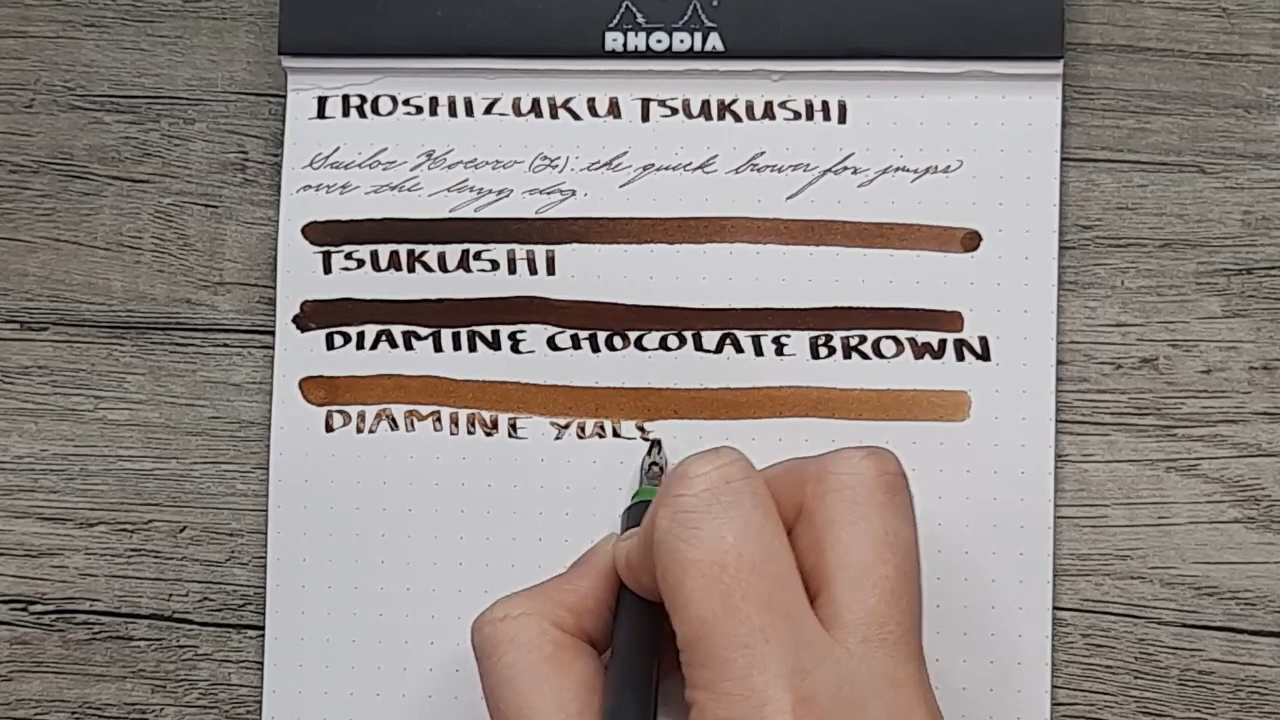 RHODIA
IROSHIZUKU TSUKUSHI
Sailor Hocoro (F): the quick brown fox jumps
over the lazy dog.
TSUKUSHI
DIAMINE CHOCOLATE BROWN
DIAMINE YULE